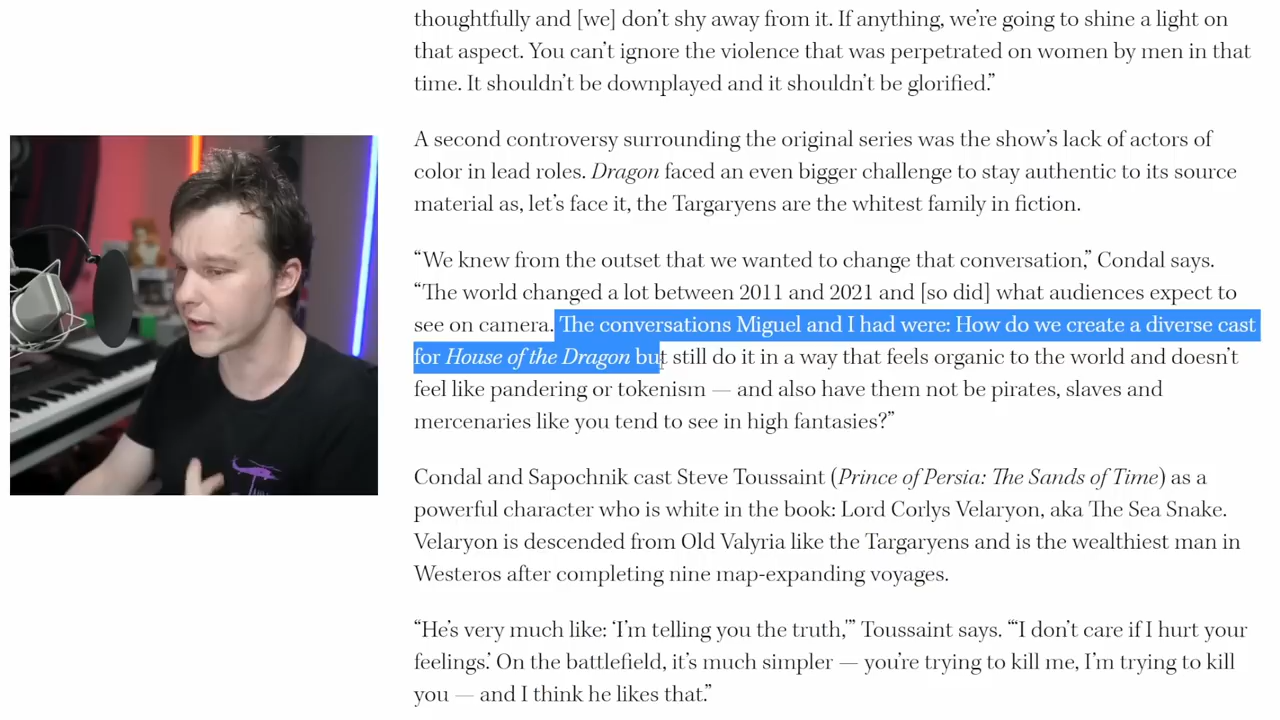 thoughtfully and [we] don’t shy away from it. If anything, we’re going to shine a light on
that aspect. You can’t ignore the violence that was perpetrated on women by men in that
time. It shouldn’t be downplayed and it shouldn’t be glorified.”
A second controversy surrounding the original series was the show’s lack of actors of
color in lead roles. Dragon faced an even bigger challenge to stay authentic to its source
material as, let’s face it, the Targaryens are the whitest family in fiction.
“We knew from the outset that we wanted to change that conversation,” Condal says.
“The world changed a lot between 2011 and 2021 and [so did] what audiences expect to
see on camera. The conversations Miguel and I had were: How do we create a diverse cast
for House of the Dragon but still do it in a way that feels organic to the world and doesn’t
feel like pandering or tokenism — and also have them not be pirates, slaves and
mercenaries like you tend to see in high fantasies?”
Condal and Sapochnik cast Steve Toussaint (Prince of Persia: The Sands of Time) as a
powerful character who is white in the book: Lord Corlys Velaryon, aka The Sea Snake.
Velaryon is descended from Old Valyria like the Targaryens and is the wealthiest man in
Westeros after completing nine map-expanding voyages.
“He’s very much like: ‘I’m telling you the truth,’” Toussaint says. “‘I don’t care if I hurt your
feelings.’ On the battlefield, it’s much simpler — you’re trying to kill me, I’m trying to kill
you — and I think he likes that.”